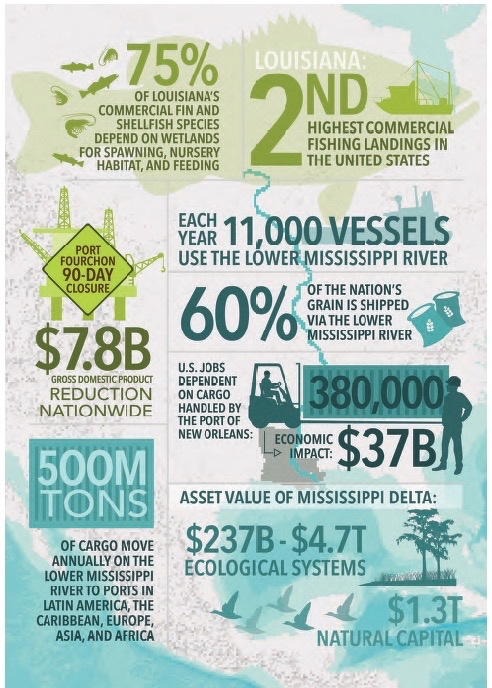 75%
OF LOUISIANA'S
COMMERCIAL FIN AND
SHELLFISH SPECIES
DEPEND ON WETLANDS
FOR SPAWNING, NURSERY
HABITAT, AND FEEDING
LOUISIANA:
2ND
HIGHEST COMMERCIAL
FISHING LANDINGS IN
THE UNITED STATES
EACH
YEAR 11,000 VESSELS
USE THE LOWER MISSISSIPPI RIVER
PORT
FOURCHON
90-DAY
CLOSURE
$7.8B
GROSS DOMESTIC PRODUCT
REDUCTION
NATIONWIDE
60%
OF THE NATION'S
GRAIN IS SHIPPED
VIA THE LOWER
MISSISSIPPI RIVER
U.S. JOBS
DEPENDENT
ON CARGO
HANDLED BY
THE PORT OF
NEW ORLEANS:
380,000
ECONOMIC
IMPACT:
$37B
500M
TONS
OF CARGO MOVE
ANNUALLY ON THE
LOWER MISSISSIPPI
RIVER TO PORTS IN
LATIN AMERICA, THE
CARIBBEAN, EUROPE,
ASIA, AND AFRICA
ASSET VALUE OF MISSISSIPPI DELTA:
$237B - $4.7T
ECOLOGICAL SYSTEMS
$1.3T
NATURAL CAPITAL